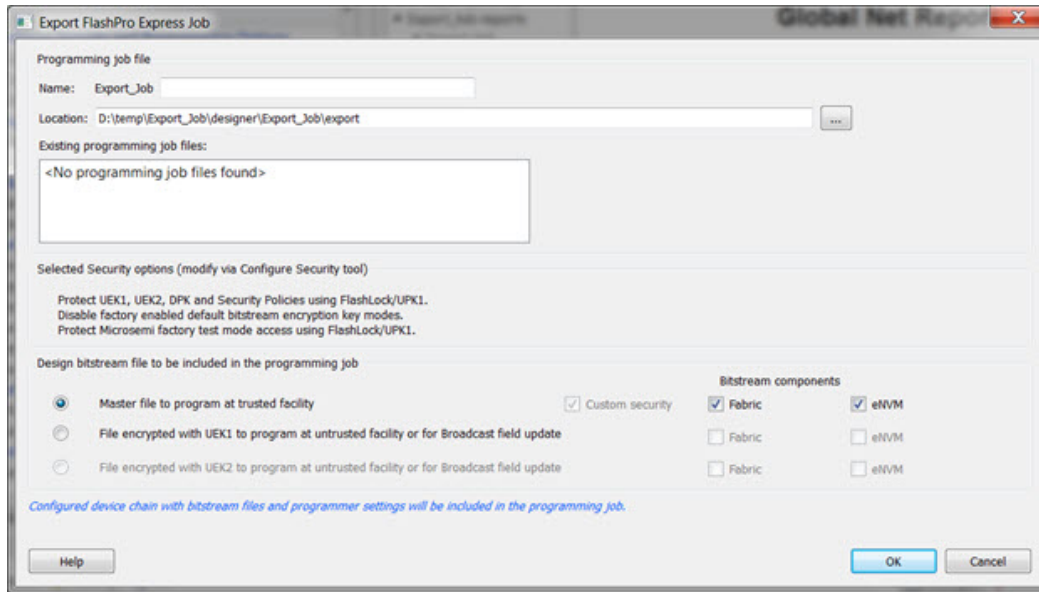 Export FlashPro Express Job
Global Net Repor
Programming job file
Name: Export_Job
Location: D:\temp\Export_Job\designer\Export_Job\export
...
Existing programming job files:
<No programming job files found>
Selected Security options (modify via Configure Security tool)
Protect UEK1, UEK2, DPK and Security Policies using FlashLock/UPK1.
Disable factory enabled default bitstream encryption key modes.
Protect Microsemi factory test mode access using FlashLock/UPK1.
Design bitstream file to be included in the programming job
Bitstream components
Master file to program at trusted facility Custom security Fabric eNVM
File encrypted with UEK1 to program at untrusted facility or for Broadcast field update Fabric eNVM
File encrypted with UEK2 to program at untrusted facility or for Broadcast field update Fabric eNVM
Configured device chain with bitstream files and programmer settings will be included in the programming job.
Help OK Cancel